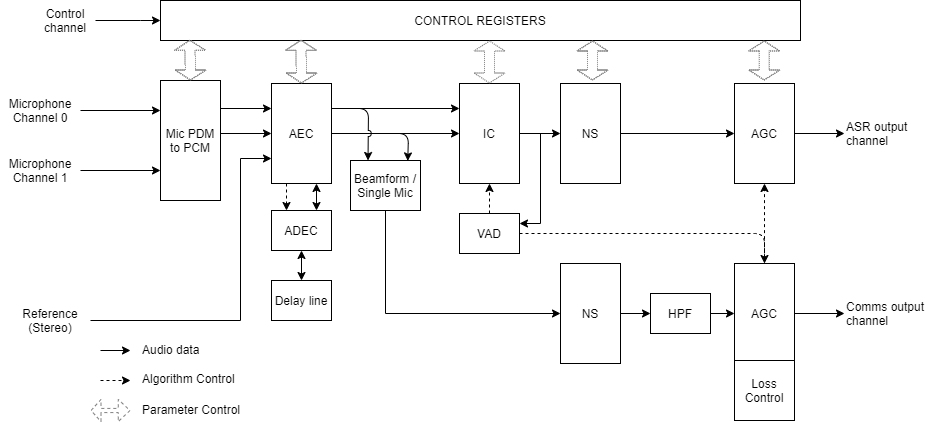 Control
channel
CONTROL REGISTERS
Microphone
Channel 0
Microphone
Channel 1
Mic PDM
to PCM
AEC
IC
NS
AGC
ASR output
channel
Beamform /
Single Mic
ADEC
VAD
Delay line
Reference
(Stereo)
NS
HPF
AGC
Comms output
channel
Loss
Control
Audio data
Algorithm Control
Parameter Control